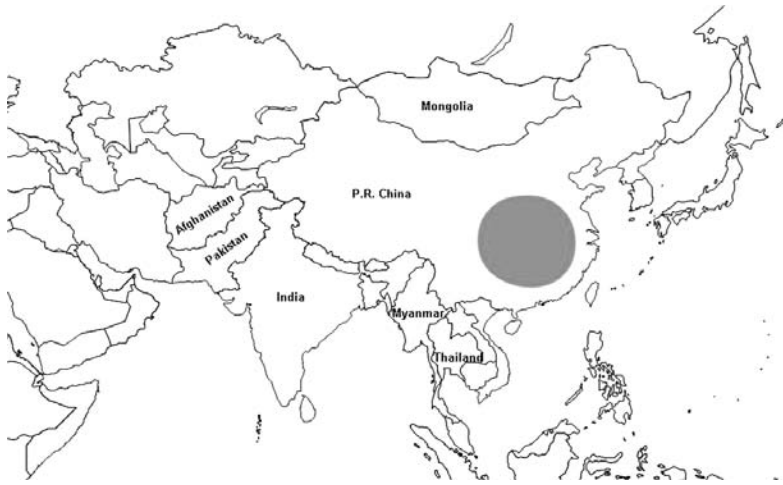 Mongolia
P.R. China
Afghanistan
Pakistan
India
Myanmar
Thailand